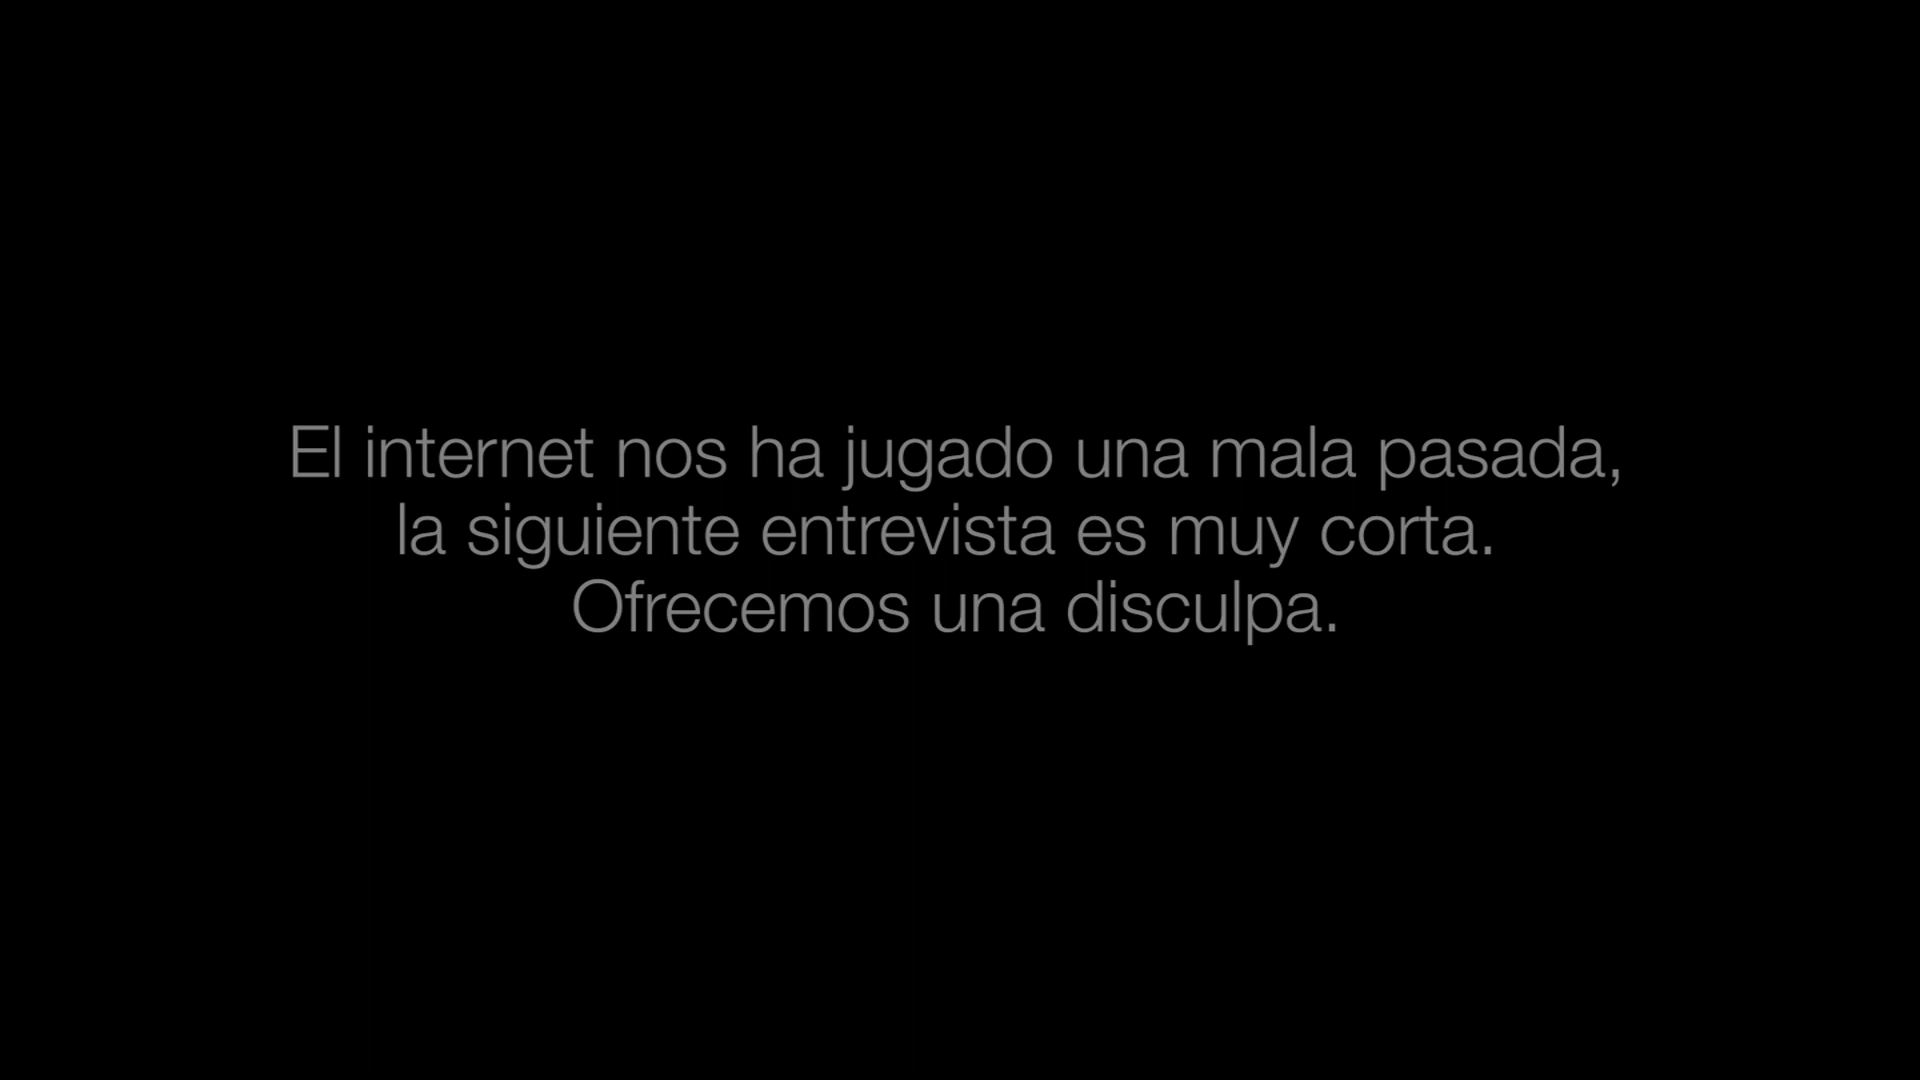 El internet nos ha jugado una mala pasada,
la siguiente entrevista es muy corta.
Ofrecemos una disculpa.